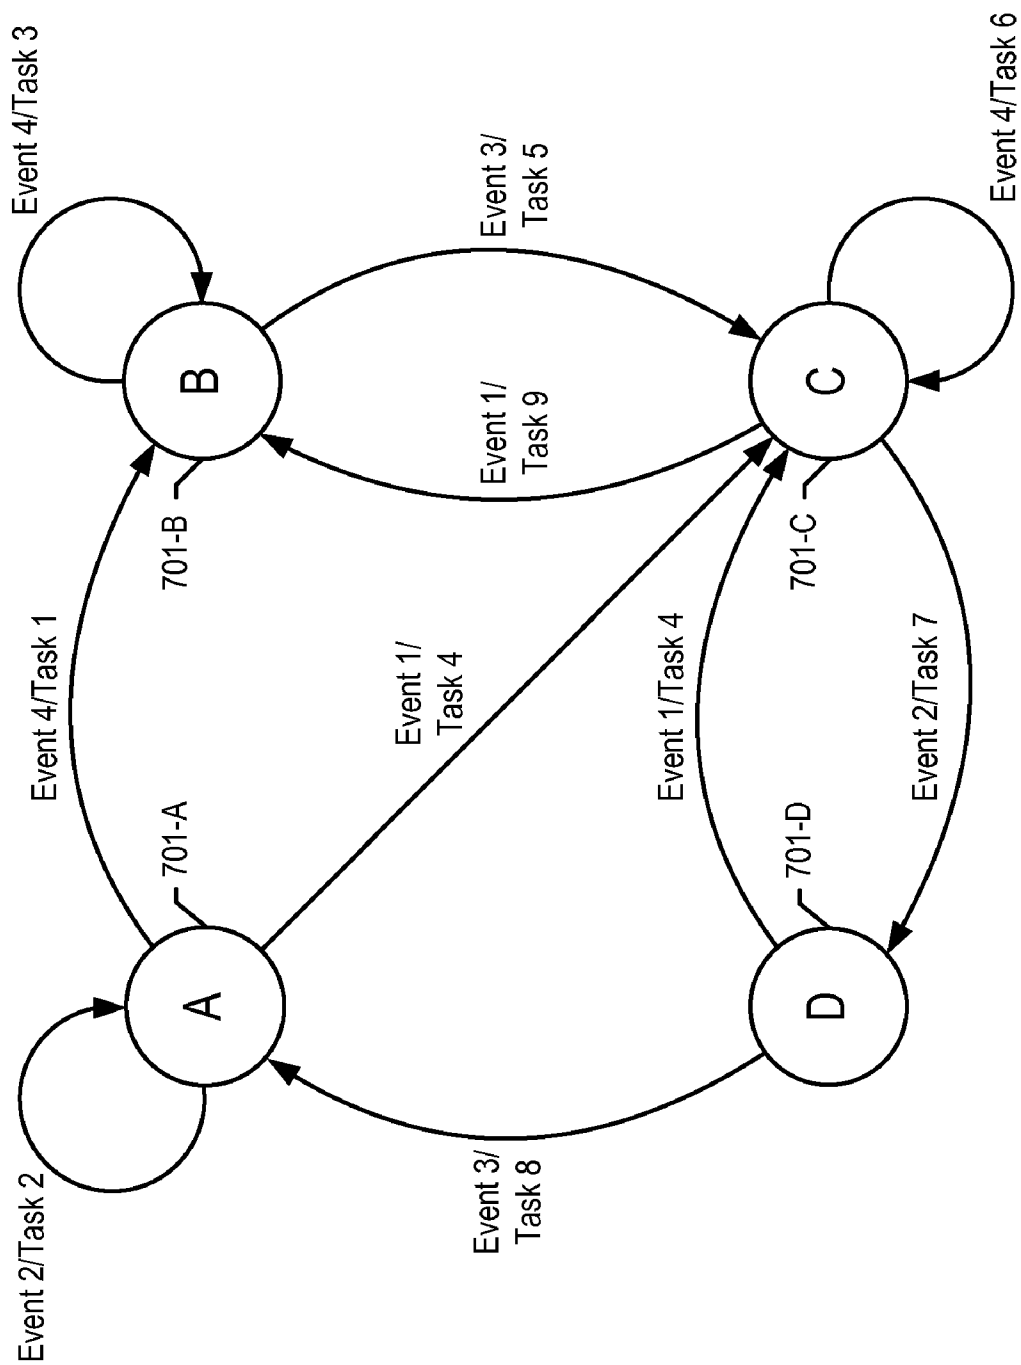 Event 2/Task 2
Event 4/Task 1
Event 4/Task 3
A
701-A
701-B
B
Event 3/
Task 8
Event 1/
Task 4
Event 1/
Task 9
Event 3/
Task 5
Event 1/Task 4
D
701-D
701-C
C
Event 2/Task 7
Event 4/Task 6